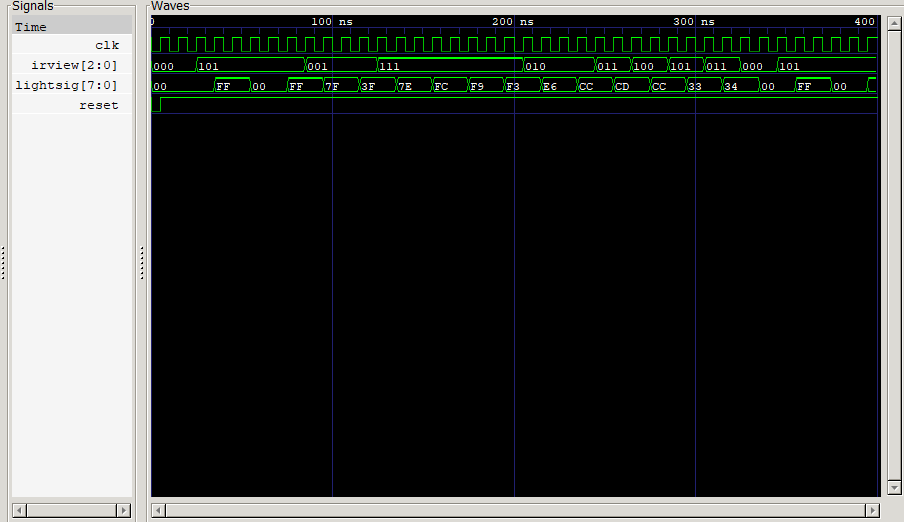 Signals
Waves
Time
0 100 ns 200 ns 300 ns 400
clk
irview[2:0] 000 101 001 111 010 011 100 101 011 000 101
lightsig[7:0] 00 FF 00 FF 7F 3F 7E FC F9 F3 E6 CC CD CC 33 34 00 FF 00
reset